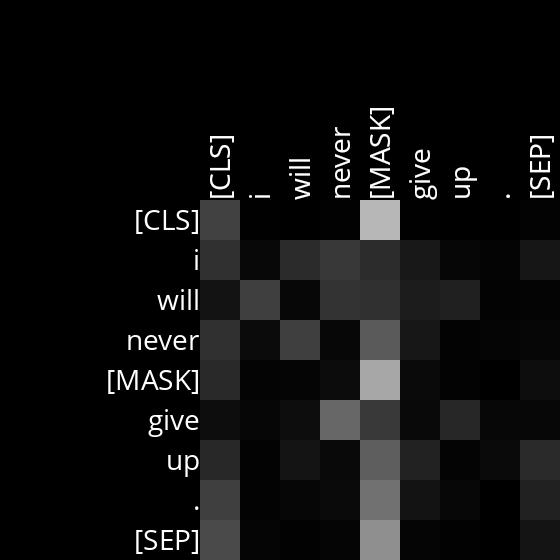 [CLS] i will never [MASK] give up . [SEP]
[CLS]
i
will
never
[MASK]
give
up
.
[SEP]